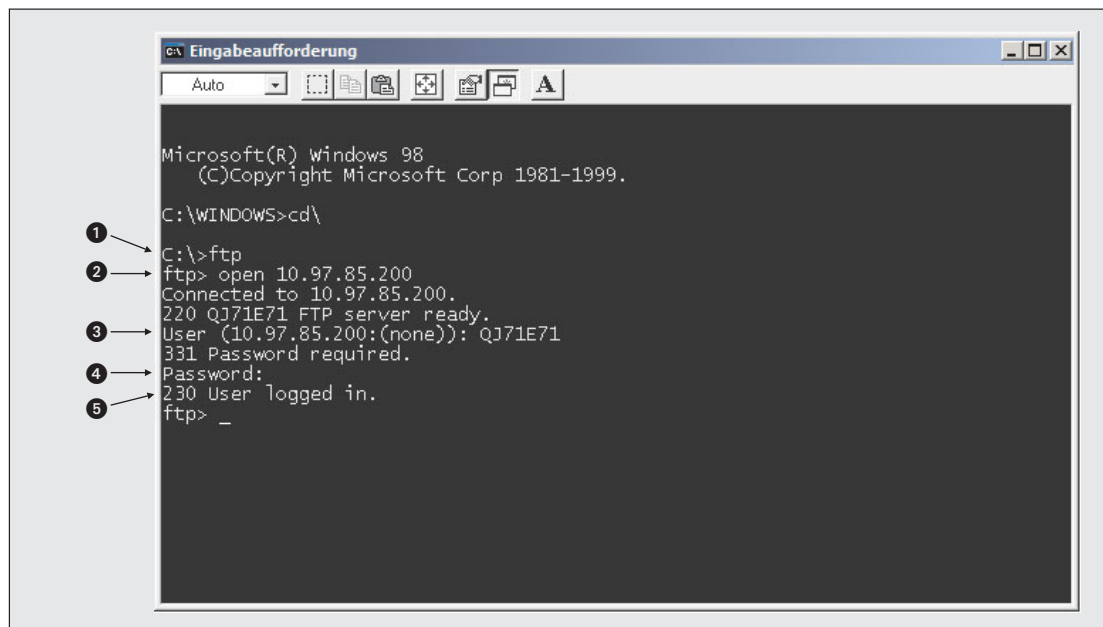 Eingabeaufforderung
Auto
A
Microsoft(R) Windows 98
(C)Copyright Microsoft Corp 1981-1999.
C:\WINDOWS>cd\
1
C:\>ftp
2
ftp> open 10.97.85.200
Connected to 10.97.85.200.
220 QJ71E71 FTP server ready.
3
User (10.97.85.200:(none)): QJ71E71
331 Password required.
4
Password:
5
230 User logged in.
ftp> _